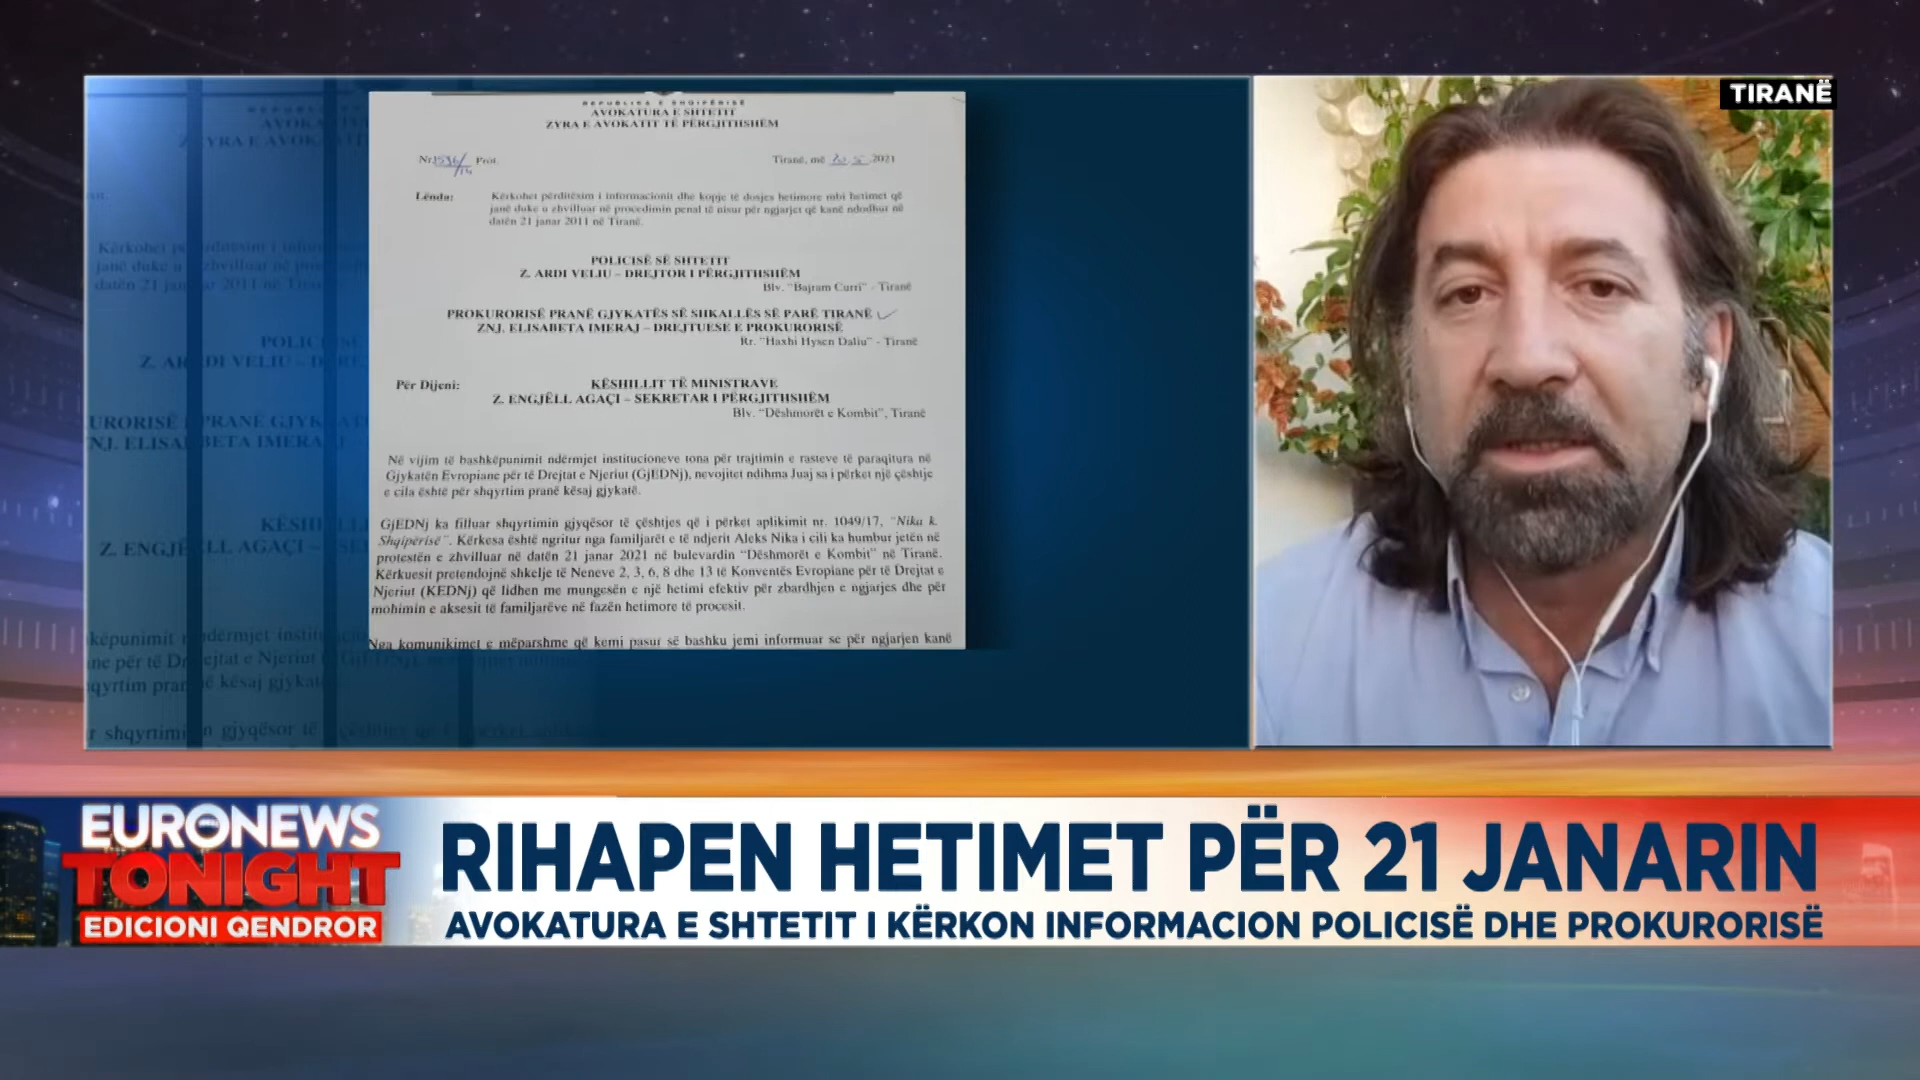 TIRANË
REPUBLIKA E SHQIPËRISË
AVOKATURA E SHTETIT
ZYRA E AVOKATIT TË PËRGJITHSHËM
Nr. Prot.
Tiranë, më 20.5.2021
Lënda: Kërkohet përditësim i informacionit dhe kopje të dosjes hetimore mbi hetimet që
janë duke u zhvilluar në procedimin penal të nisur për ngjarjet që kanë ndodhur në
datën 21 janar 2011 në Tiranë.
POLICISË SË SHTETIT
Z. ARDI VELIU – DREJTOR I PËRGJITHSHËM
Blv. "Bajram Curri" - Tiranë
PROKURORISË PRANË GJYKATËS SË SHKALLËS SË PARË TIRANË
ZNJ. ELISABETA IMERAJ – DREJTUESE E PROKURORISË
Rr. "Haxhi Hysen Daliu" - Tiranë
Për Dijeni: KËSHILLIT TË MINISTRAVE
Z. ENGJËLL AGAÇI – SEKRETAR I PËRGJITHSHËM
Blv. "Dëshmorët e Kombit", Tiranë
Në vijim të bashkëpunimit ndërmjet institucioneve tona për trajtimin e rasteve të paraqitura në
Gjykatën Evropiane për të Drejtat e Njeriut (GjEDNj), nevojitet ndihma Juaj sa i përket një çështje
e cila është për shqyrtim pranë kësaj gjykatë.
GjEDNj ka filluar shqyrtimin gjyqësor të çështjes që i përket aplikimit nr. 1049/17, "Nika k.
Shqipërisë". Kërkesa është ngritur nga familjarët e të ndjerit Aleks Nika i cili ka humbur jetën në
protestën e zhvilluar në datën 21 janar 2021 në bulevardin "Dëshmorët e Kombit" në Tiranë.
Kërkuesit pretendojnë shkelje të Neneve 2, 3, 6, 8 dhe 13 të Konventës Evropiane për të Drejtat e
Njeriut (KEDNj) që lidhen me mungesën e një hetimi efektiv për zbardhjen e ngjarjes dhe për
mohimin e aksesit të familjarëve në fazën hetimore të procesit.
Nga komunikimet e mëparshme që kemi pasur së bashku jemi informuar se për ngjarjen kanë
EURONEWS
TONIGHT
EDICIONI QENDROR
RIHAPEN HETIMET PËR 21 JANARIN
AVOKATURA E SHTETIT I KËRKON INFORMACION POLICISË DHE PROKURORISË